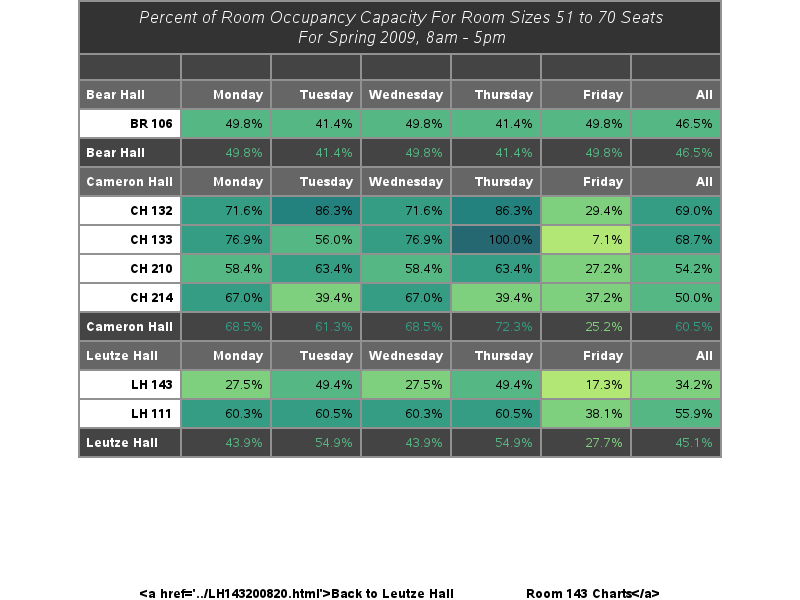 Percent of Room Occupancy Capacity For Room Sizes 51 to 70 Seats
For Spring 2009, 8am - 5pm
Bear Hall Monday Tuesday Wednesday Thursday Friday All
BR 106 49.8% 41.4% 49.8% 41.4% 49.8% 46.5%
Bear Hall 49.8% 41.4% 49.8% 41.4% 49.8% 46.5%
Cameron Hall Monday Tuesday Wednesday Thursday Friday All
CH 132 71.6% 86.3% 71.6% 86.3% 29.4% 69.0%
CH 133 76.9% 56.0% 76.9% 100.0% 7.1% 68.7%
CH 210 58.4% 63.4% 58.4% 63.4% 27.2% 54.2%
CH 214 67.0% 39.4% 67.0% 39.4% 37.2% 50.0%
Cameron Hall 68.5% 61.3% 68.5% 72.3% 25.2% 60.5%
Leutze Hall Monday Tuesday Wednesday Thursday Friday All
LH 143 27.5% 49.4% 27.5% 49.4% 17.3% 34.2%
LH 111 60.3% 60.5% 60.3% 60.5% 38.1% 55.9%
Leutze Hall 43.9% 54.9% 43.9% 54.9% 27.7% 45.1%
<a href='../LH143200820.html'>Back to Leutze Hall Room 143 Charts</a>